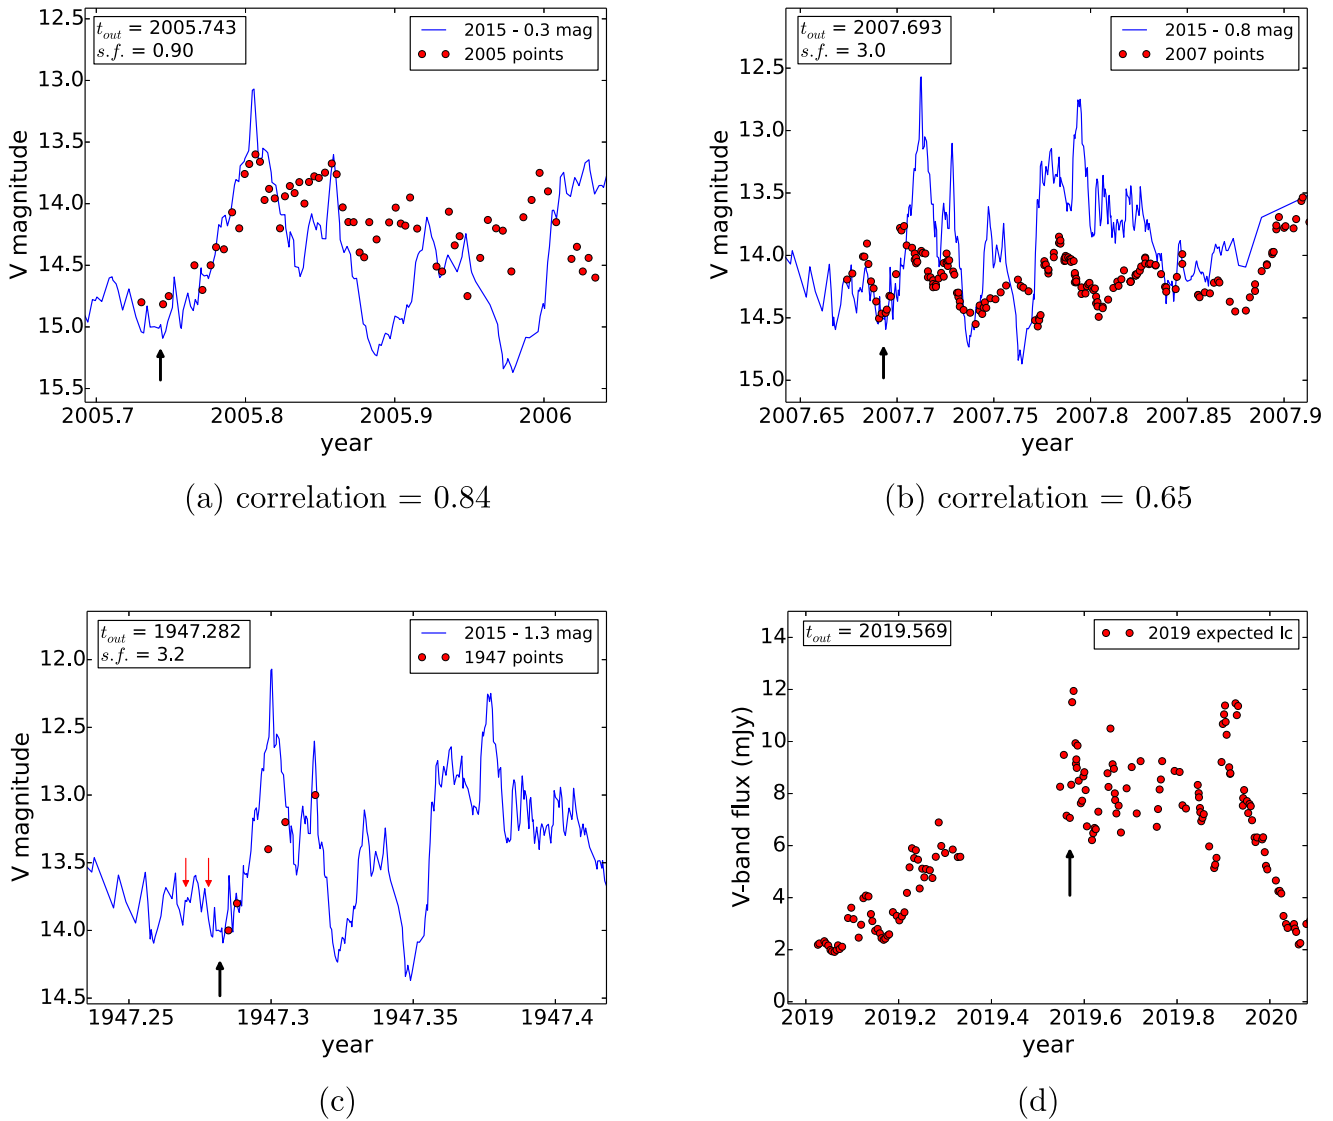 12.5
13.0
13.5
14.0
14.5
15.0
15.5
V magnitude
t_out = 2005.743
s.f. = 0.90
2015 - 0.3 mag
2005 points
2005.7
2005.8
2005.9
2006
year
(a) correlation = 0.84
12.5
13.0
13.5
14.0
14.5
15.0
V magnitude
t_out = 2007.693
s.f. = 3.0
2015 - 0.8 mag
2007 points
2007.65
2007.7
2007.75
2007.8
2007.85
2007.9
year
(b) correlation = 0.65
12.0
12.5
13.0
13.5
14.0
14.5
V magnitude
t_out = 1947.282
s.f. = 3.2
2015 - 1.3 mag
1947 points
1947.25
1947.3
1947.35
1947.4
year
(c)
14
12
10
8
6
4
2
0
V-band flux (mJy)
t_out = 2019.569
2019 expected Ic
2019
2019.2
2019.4
2019.6
2019.8
2020
year
(d)